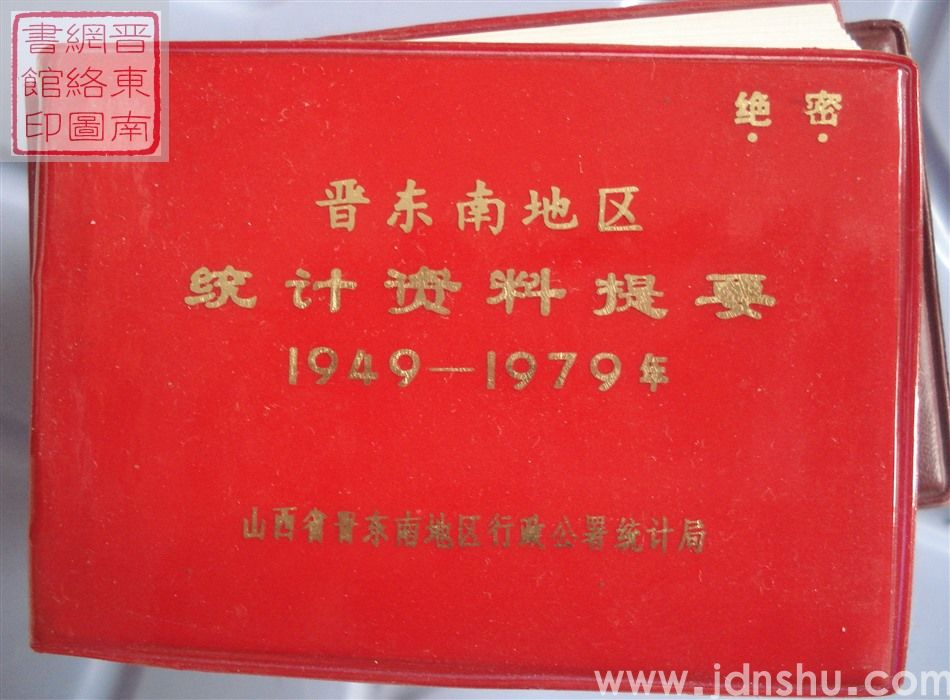 晋東南
網絡圖
書館印
绝密
晋东南地区
统计资料提要
1949—1979年
山西省晋东南地区行政公署统计局
www.jdnshu.com